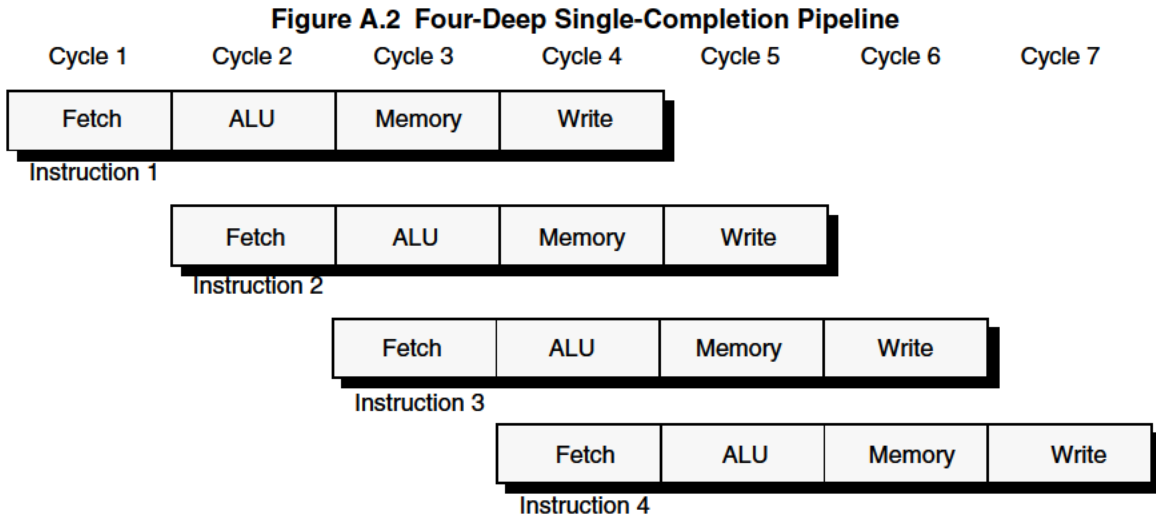 Figure A.2 Four-Deep Single-Completion Pipeline
Cycle 1 Cycle 2 Cycle 3 Cycle 4 Cycle 5 Cycle 6 Cycle 7
Fetch ALU Memory Write
Instruction 1
Fetch ALU Memory Write
Instruction 2
Fetch ALU Memory Write
Instruction 3
Fetch ALU Memory Write
Instruction 4